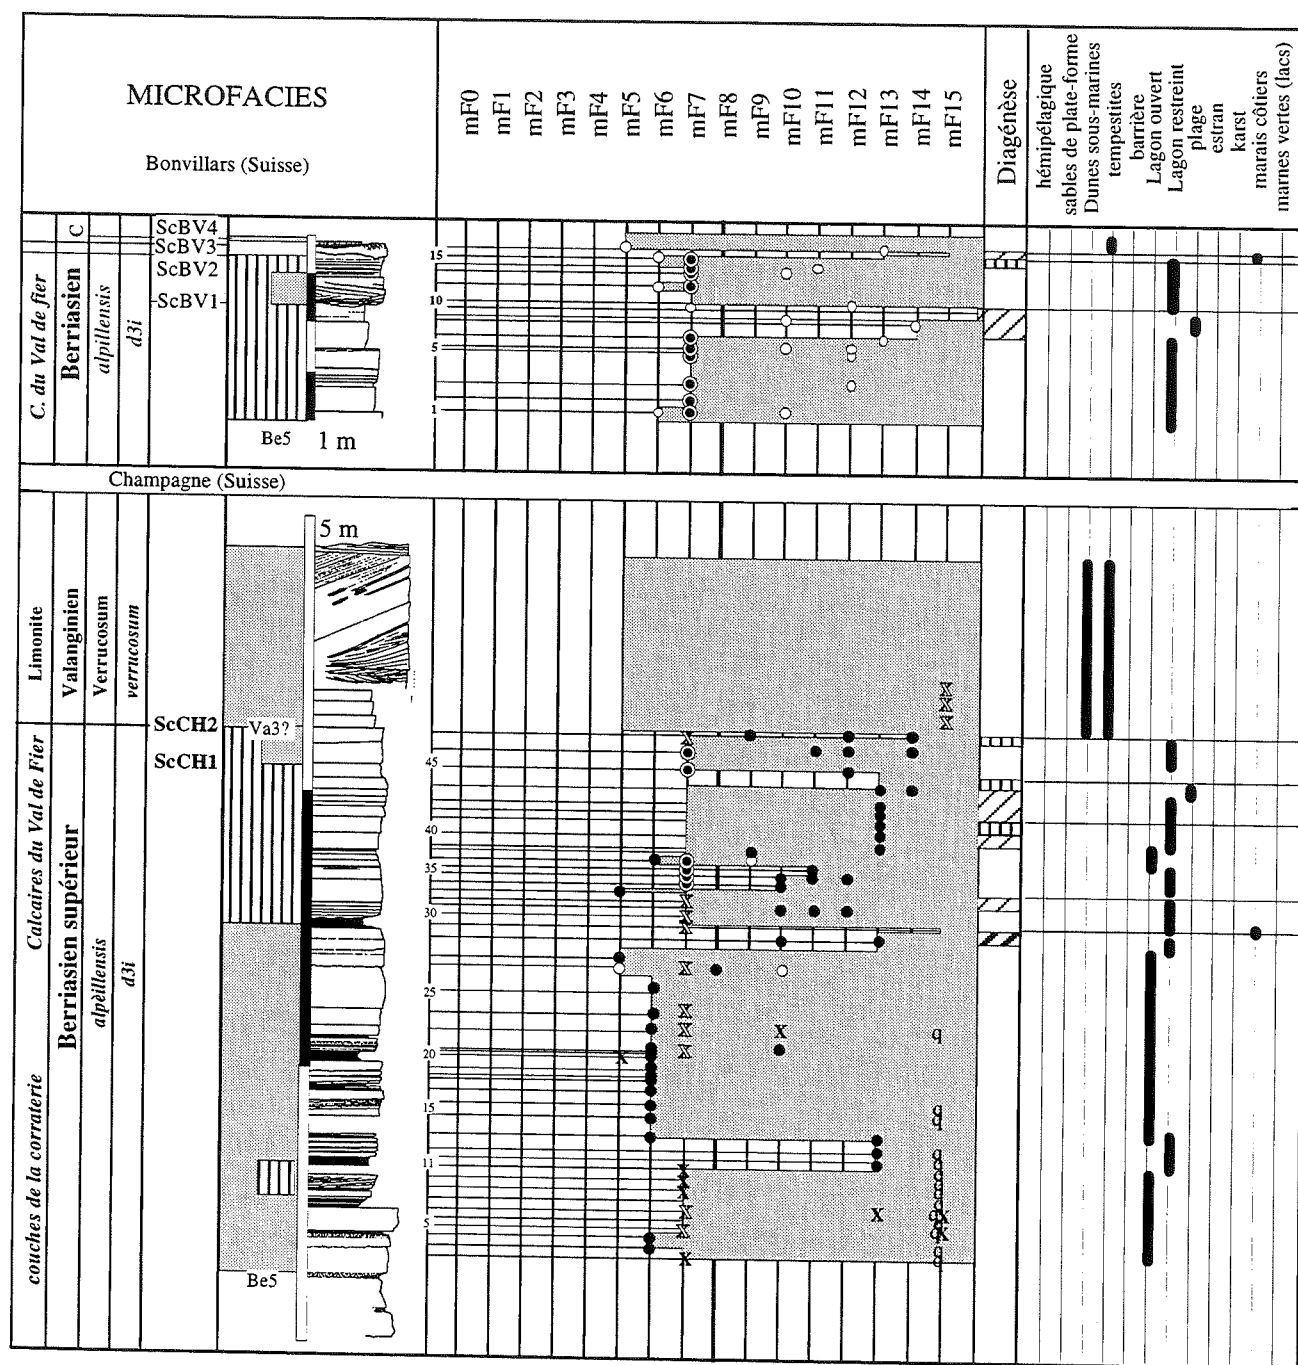 MICROFACIES
Bonvillars (Suisse)
mF0
mF1
mF2
mF3
mF4
mF5
mF6
mF7
mF8
mF9
mF10
mF11
mF12
mF13
mF14
mF15
Diagénèse
hémipélagique
sables de plate-forme
Dunes sous-marines
tempestites
barrière
Lagon ouvert
Lagon restreint
plage
estran
karst
marais côtiers
marnes vertes (lacs)
C. du Val de fier
Berriasien
C
alpillensis
d3i
ScBV4
ScBV3
ScBV2
ScBV1
Be5
1 m
15
10
5
1
Champagne (Suisse)
5 m
Limonite
Valanginien
Verrucosum
verrucosum
ScCH2
Va3?
ScCH1
Calcaires du Val de Fier
couches de la corraterie
Berriasien supérieur
alpèillensis
d3i
Be5
45
40
35
30
25
20
15
11
5
X
X
X
X
X
q
q
q
q
q
q